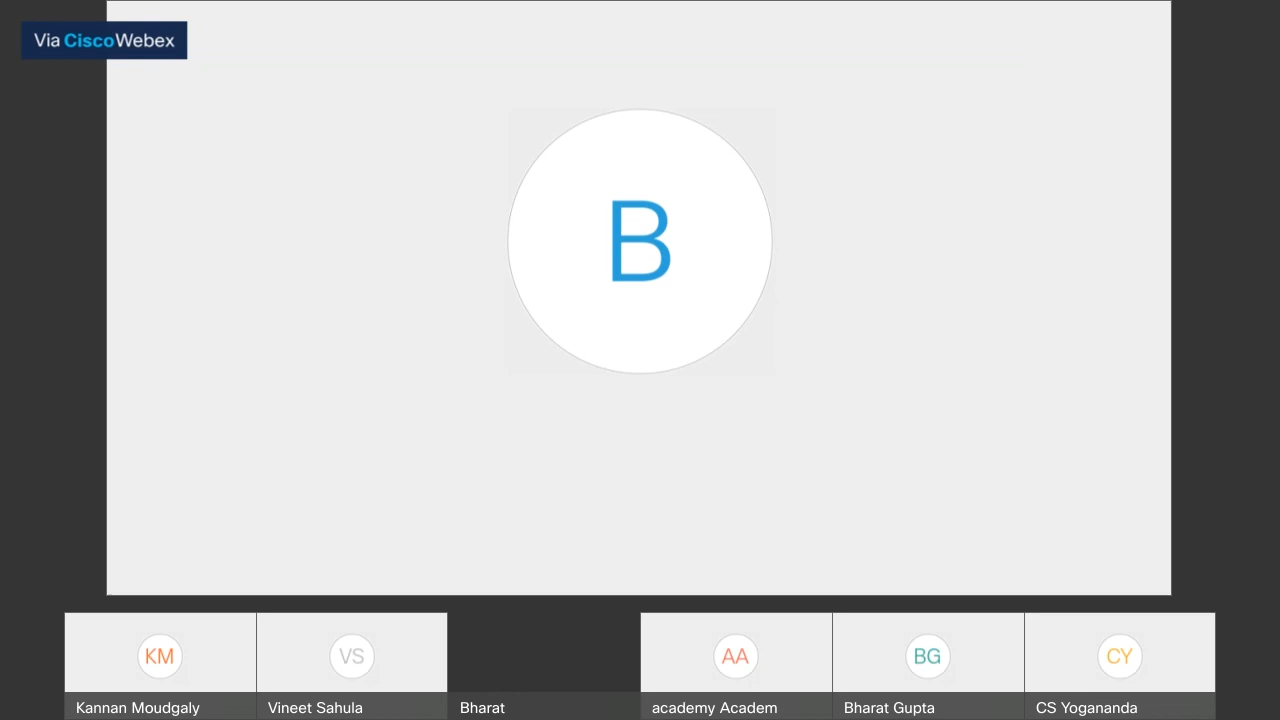 Via CiscoWebex
B
KM
VS
AA
BG
CY
Kannan Moudgaly
Vineet Sahula
Bharat
academy Academ
Bharat Gupta
CS Yogananda